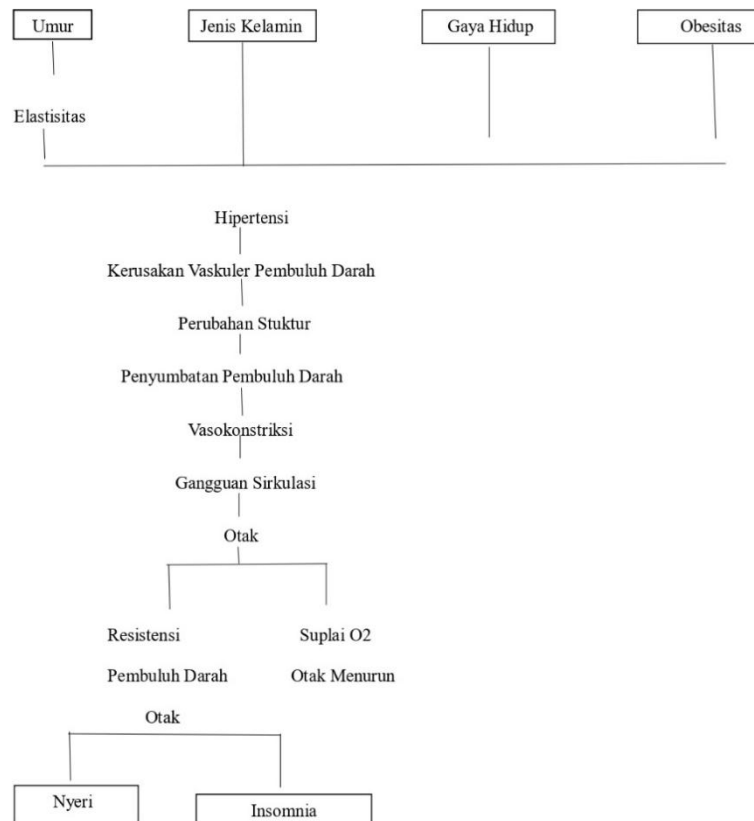 Umur
Jenis Kelamin
Gaya Hidup
Obesitas
Elastisitas
Hipertensi
Kerusakan Vaskuler Pembuluh Darah
Perubahan Stuktur
Penyumbatan Pembuluh Darah
Vasokonstriksi
Gangguan Sirkulasi
Otak
Resistensi
Pembuluh Darah
Otak
Suplai O2
Otak Menurun
Nyeri
Insomnia